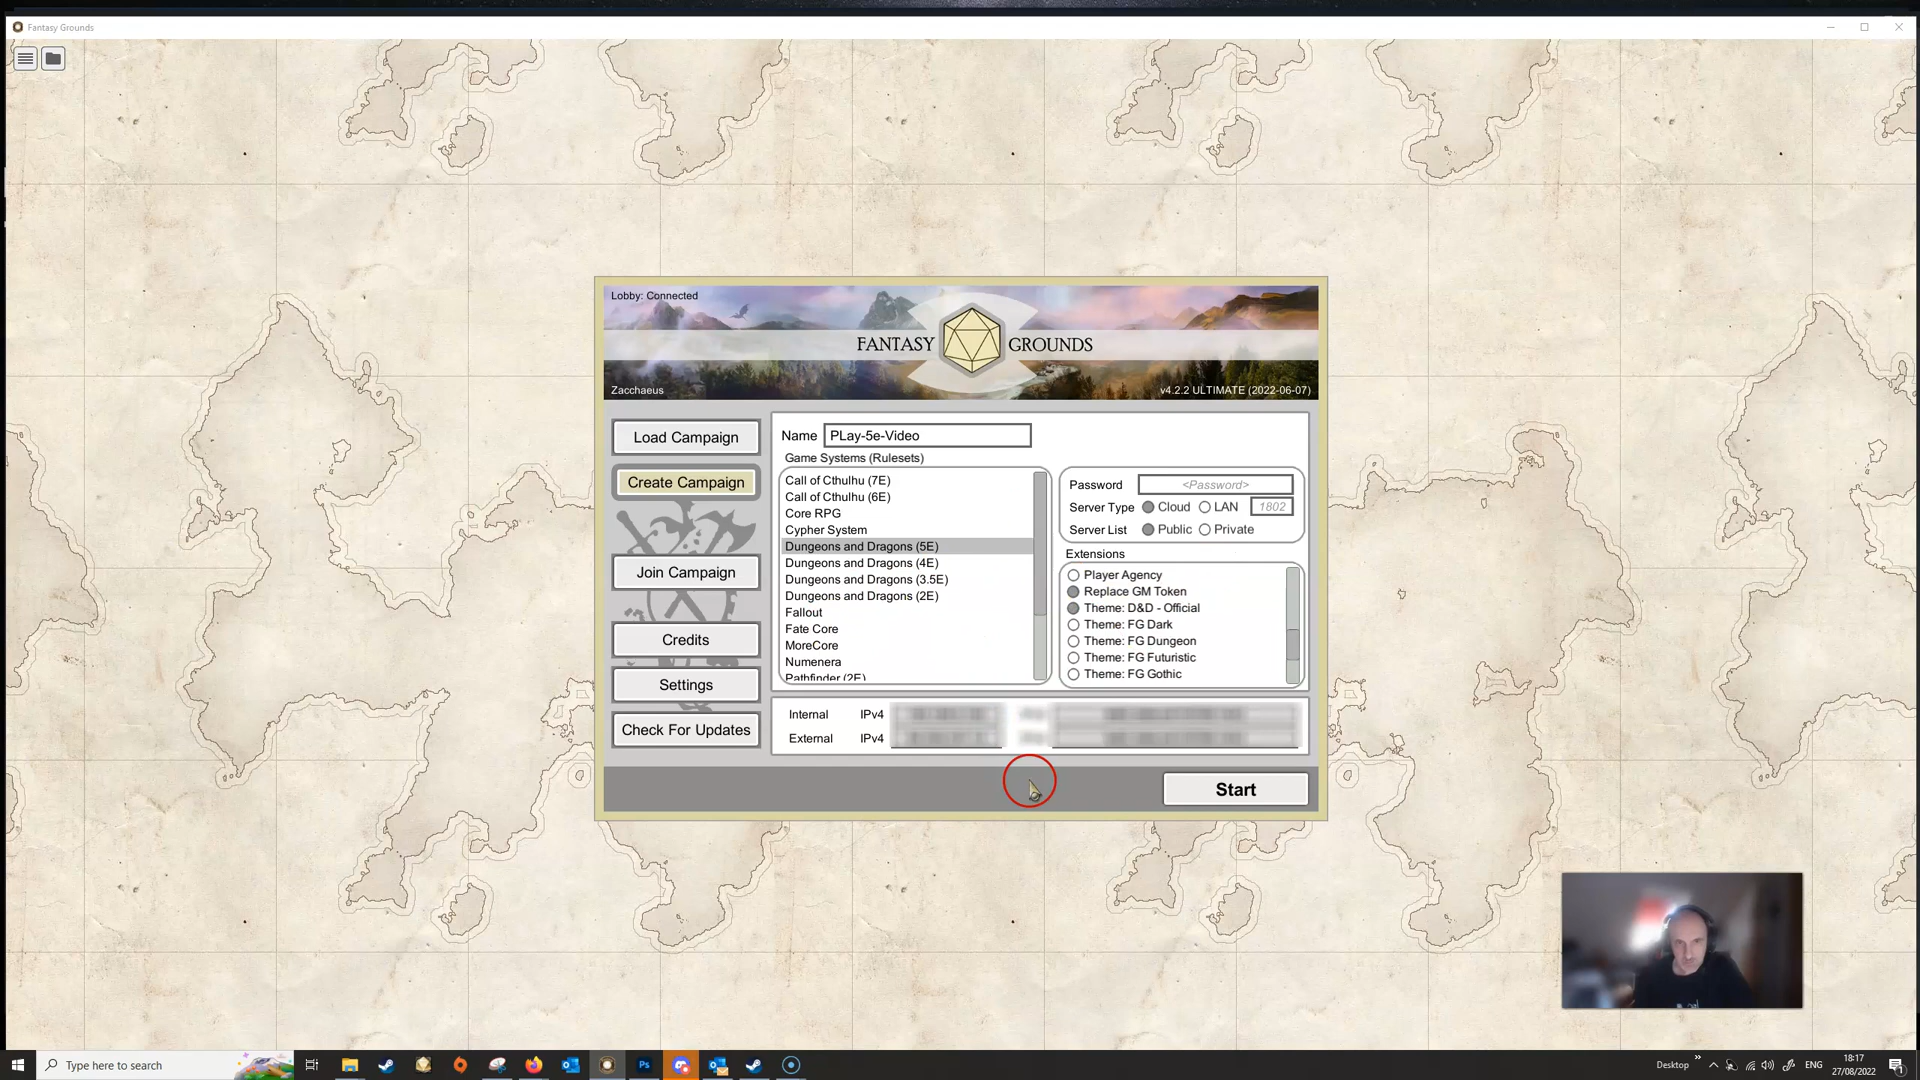 Fantasy Grounds
Lobby: Connected
FANTASY GROUNDS
Zacchaeus
v4.2.2 ULTIMATE (2022-06-07)
Load Campaign
Create Campaign
Join Campaign
Credits
Settings
Check For Updates
Name PLay-5e-Video
Game Systems (Rulesets)
Call of Cthulhu (7E)
Call of Cthulhu (6E)
Core RPG
Cypher System
Dungeons and Dragons (5E)
Dungeons and Dragons (4E)
Dungeons and Dragons (3.5E)
Dungeons and Dragons (2E)
Fallout
Fate Core
MoreCore
Numenera
Pathfinder (2E)
Password <Password>
Server Type Cloud LAN 1802
Server List Public Private
Extensions
Player Agency
Replace GM Token
Theme: D&D - Official
Theme: FG Dark
Theme: FG Dungeon
Theme: FG Futuristic
Theme: FG Gothic
Internal IPv4
External IPv4
Start
Type here to search
Ps
Desktop
ENG
18:17
27/08/2022